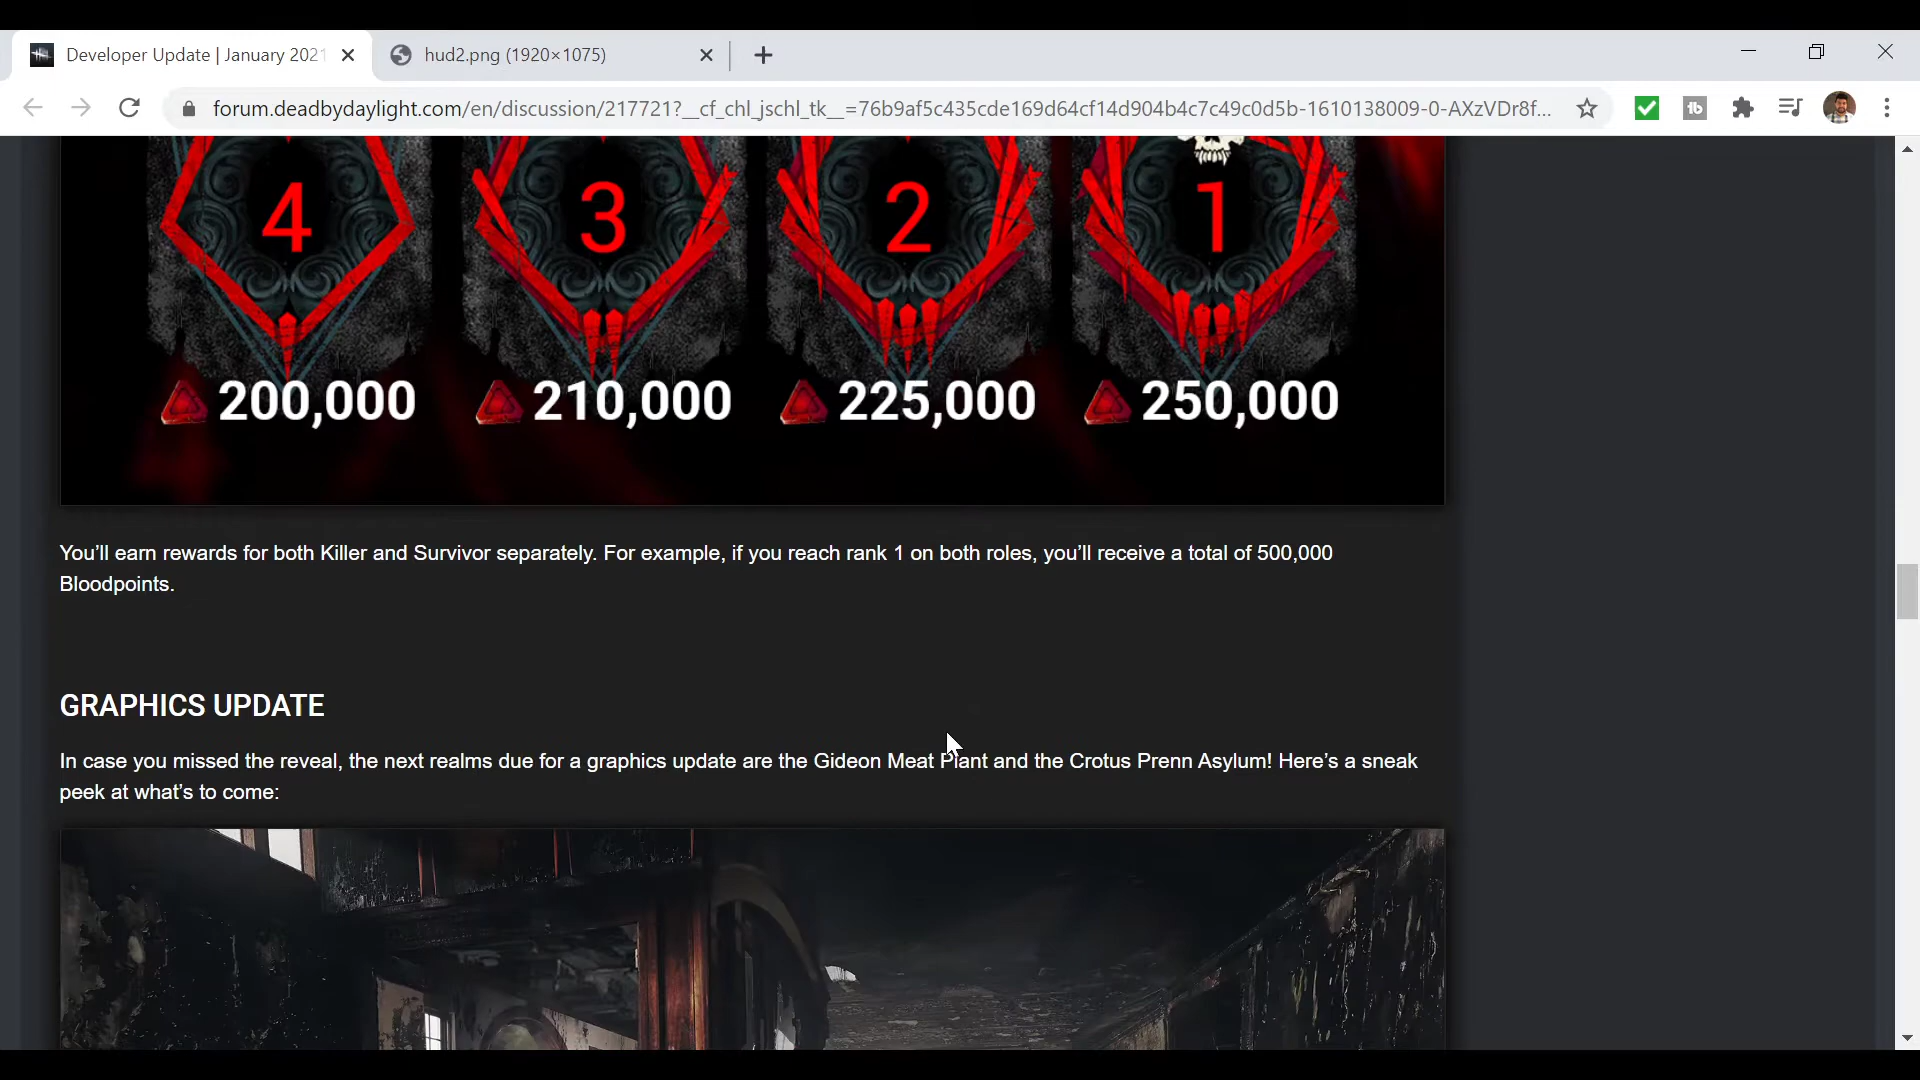 Developer Update | January 2021
hud2.png (1920×1075)
forum.deadbydaylight.com/en/discussion/217721?__cf_chl_jschl_tk__=76b9af5c435cde169d64cf14d904b4c7c49c0d5b-1610138009-0-AXzVDr8f...
4 3 2 1
200,000 210,000 225,000 250,000
You’ll earn rewards for both Killer and Survivor separately. For example, if you reach rank 1 on both roles, you’ll receive a total of 500,000
Bloodpoints.
GRAPHICS UPDATE
In case you missed the reveal, the next realms due for a graphics update are the Gideon Meat Plant and the Crotus Prenn Asylum! Here’s a sneak
peek at what’s to come: